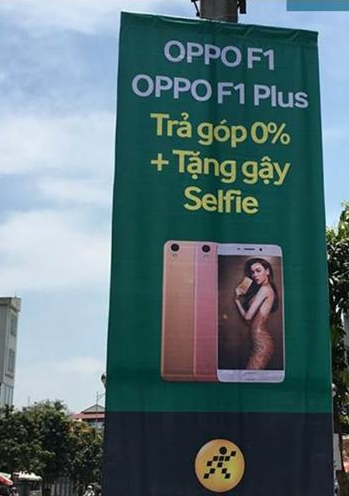 OPPO F1
OPPO F1 Plus
Trả góp 0%
+ Tặng gậy
Selfie